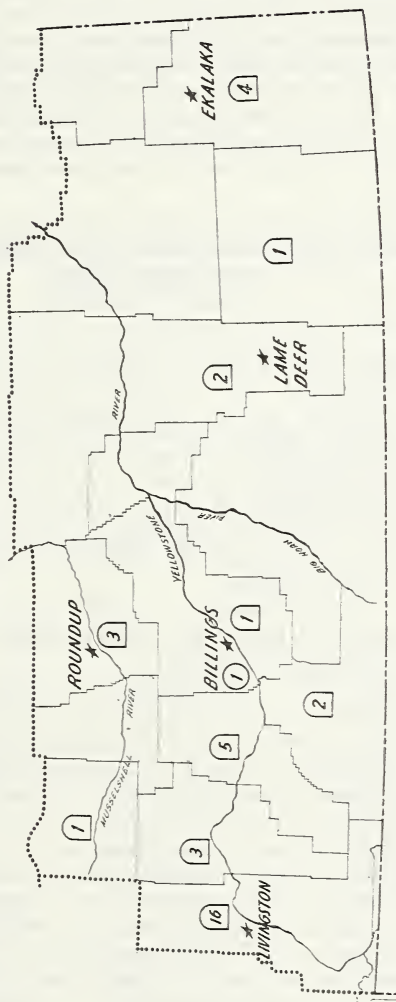 EKALAKA
4
1
2
LAME
DEER
RIVER
YELLOWSTONE
BIG HORN
RIVER
ROUNDUP
3
BILLINGS
1
1
2
5
MUSSELSHELL
RIVER
1
3
16
LIVINGSTON